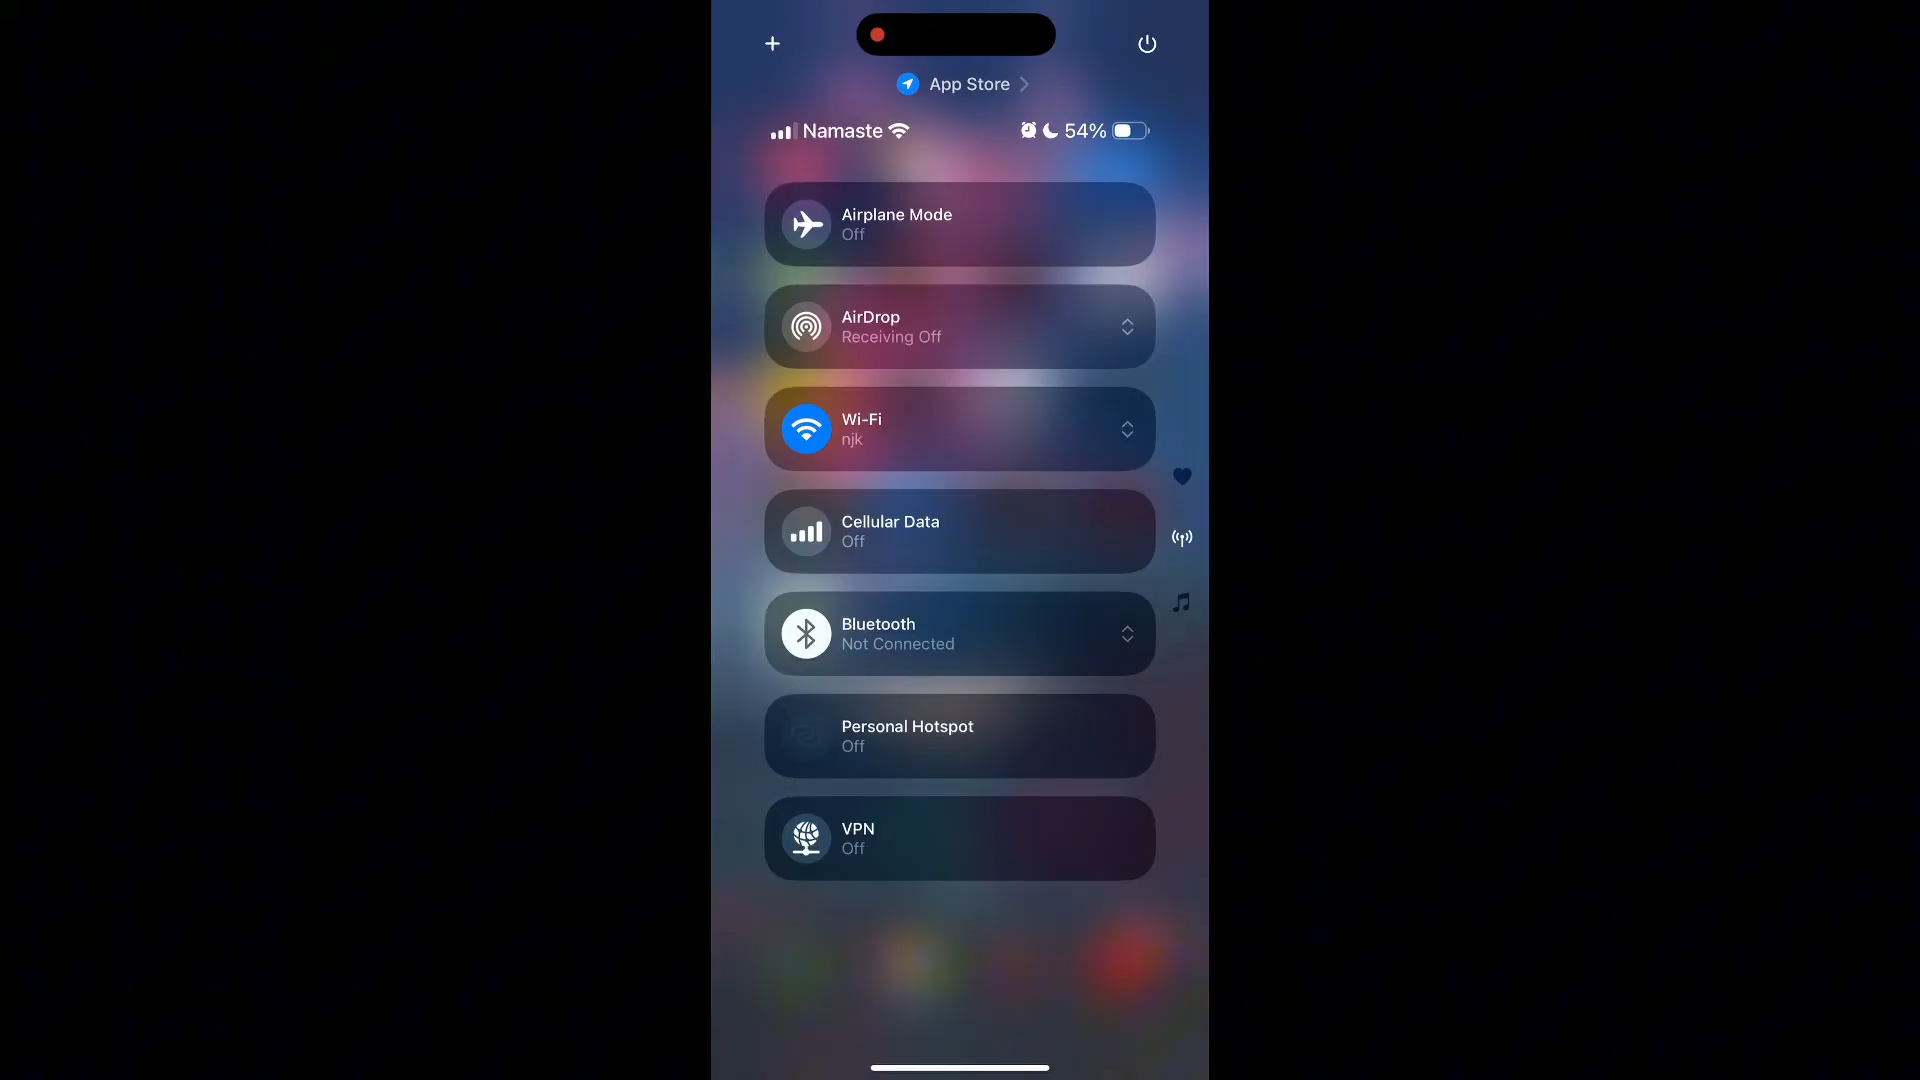 App Store
Namaste 54%
Airplane Mode
Off
AirDrop
Receiving Off
Wi-Fi
njk
Cellular Data
Off
Bluetooth
Not Connected
Personal Hotspot
Off
VPN
Off